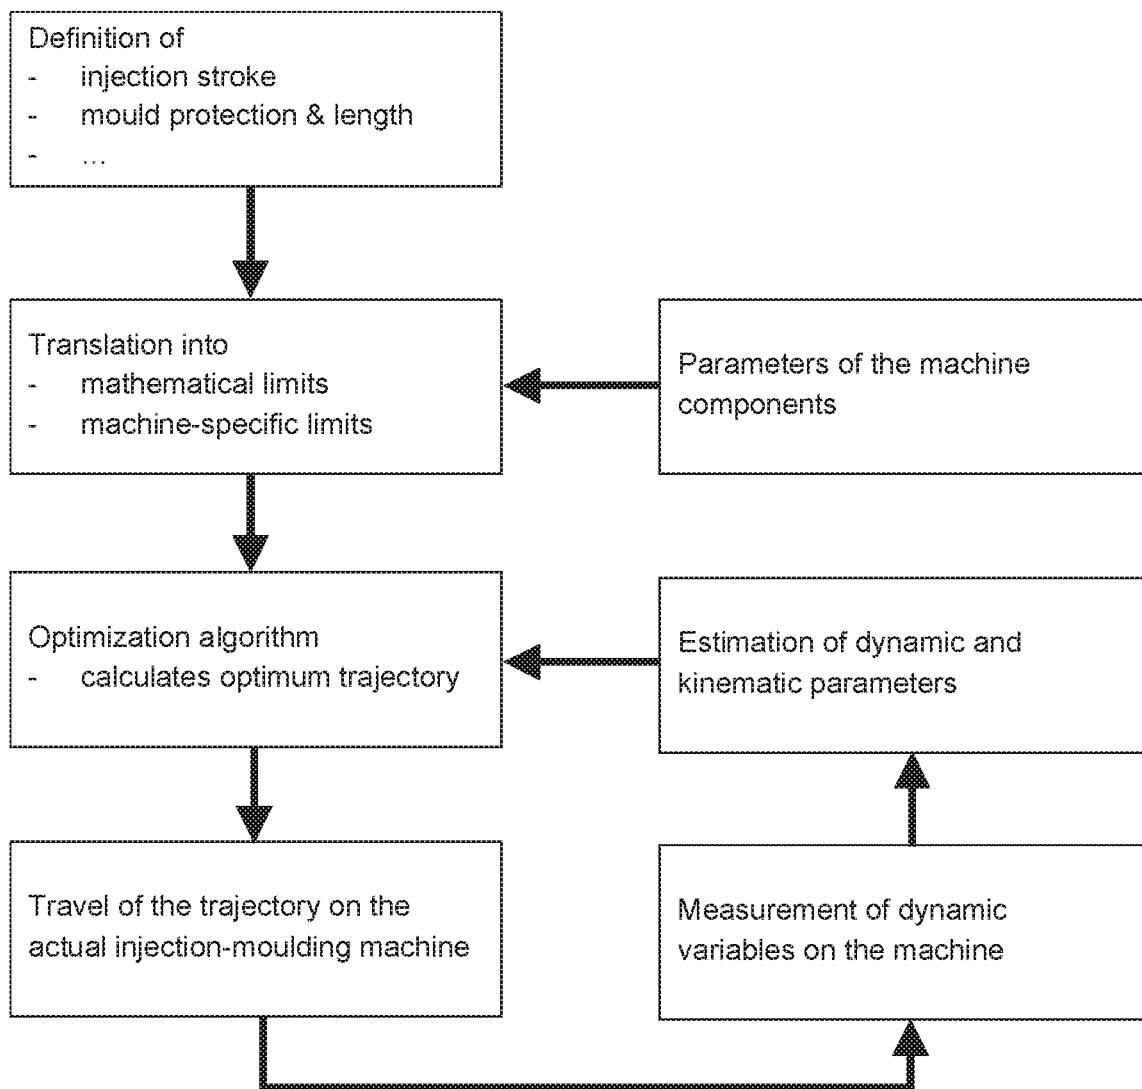 Definition of
- injection stroke
- mould protection & length
- ...
Translation into
- mathematical limits
- machine-specific limits
Parameters of the machine
components
Optimization algorithm
- calculates optimum trajectory
Estimation of dynamic and
kinematic parameters
Travel of the trajectory on the
actual injection-moulding machine
Measurement of dynamic
variables on the machine